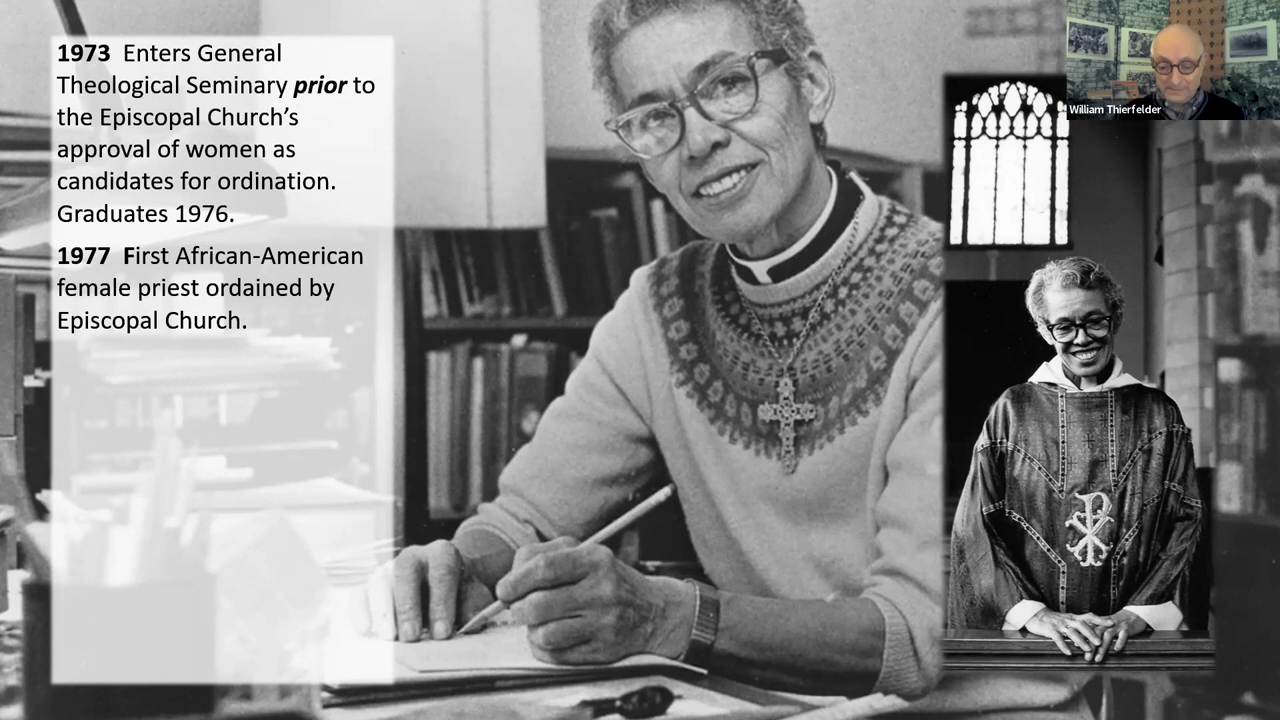 1973 Enters General
Theological Seminary prior to
the Episcopal Church’s
approval of women as
candidates for ordination.
Graduates 1976.
1977 First African-American
female priest ordained by
Episcopal Church.
William Thierfelder